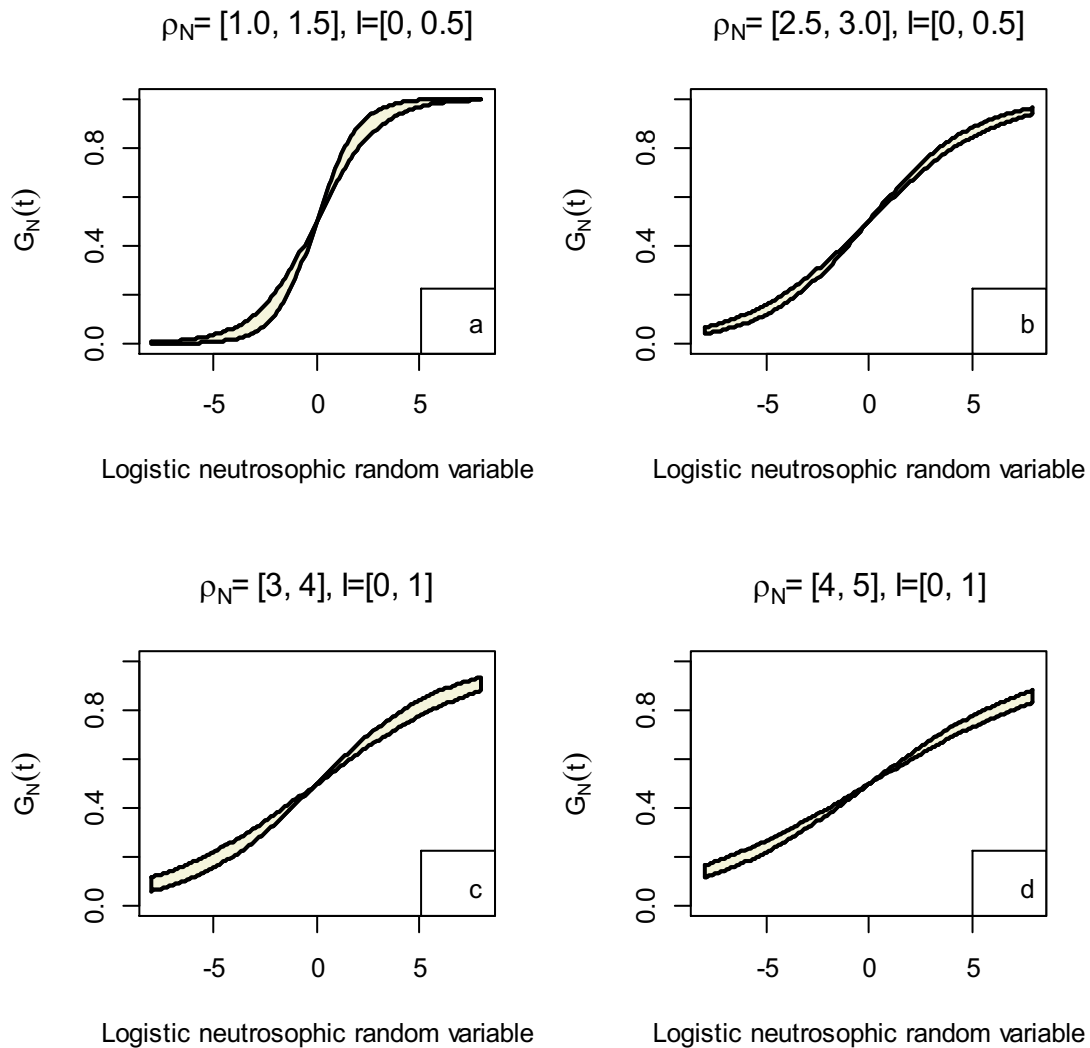 ρN= [1.0, 1.5], I=[0, 0.5]
GN(t)
0.8
0.4
0.0
a
-5 0 5
Logistic neutrosophic random variable
ρN= [2.5, 3.0], I=[0, 0.5]
GN(t)
0.8
0.4
0.0
b
-5 0 5
Logistic neutrosophic random variable
ρN= [3, 4], I=[0, 1]
GN(t)
0.8
0.4
0.0
c
-5 0 5
Logistic neutrosophic random variable
ρN= [4, 5], I=[0, 1]
GN(t)
0.8
0.4
0.0
d
-5 0 5
Logistic neutrosophic random variable